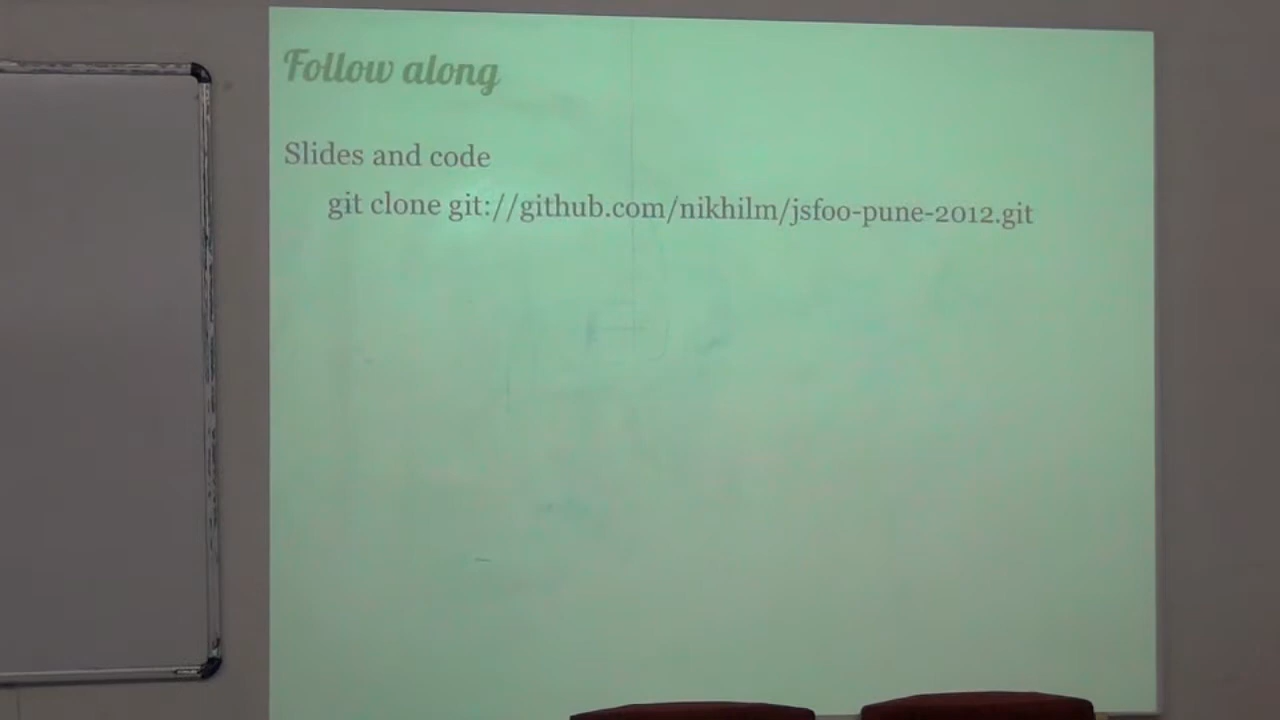 Follow along
Slides and code
git clone git://github.com/nikhilm/jsfoo-pune-2012.git